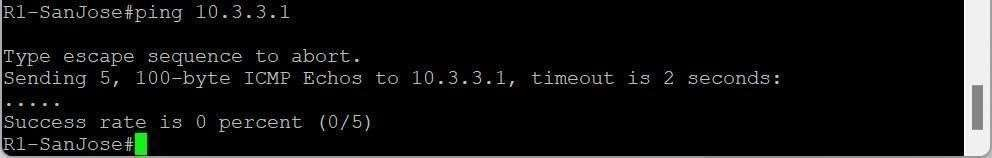 R1-SanJose#ping 10.3.3.1
Type escape sequence to abort.
Sending 5, 100-byte ICMP Echos to 10.3.3.1, timeout is 2 seconds:
.....
Success rate is 0 percent (0/5)
R1-SanJose#